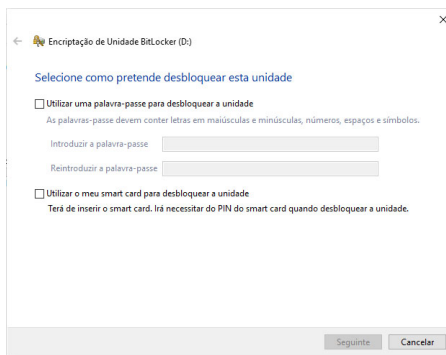 Encriptação de Unidade BitLocker (D:)
Selecione como pretende desbloquear esta unidade
Utilizar uma palavra-passe para desbloquear a unidade
As palavras-passe devem conter letras em maiúsculas e minúsculas, números, espaços e símbolos.
Introduzir a palavra-passe
Reintroduzir a palavra-passe
Utilizar o meu smart card para desbloquear a unidade
Terá de inserir o smart card. Irá necessitar do PIN do smart card quando desbloquear a unidade.
Seguinte Cancelar